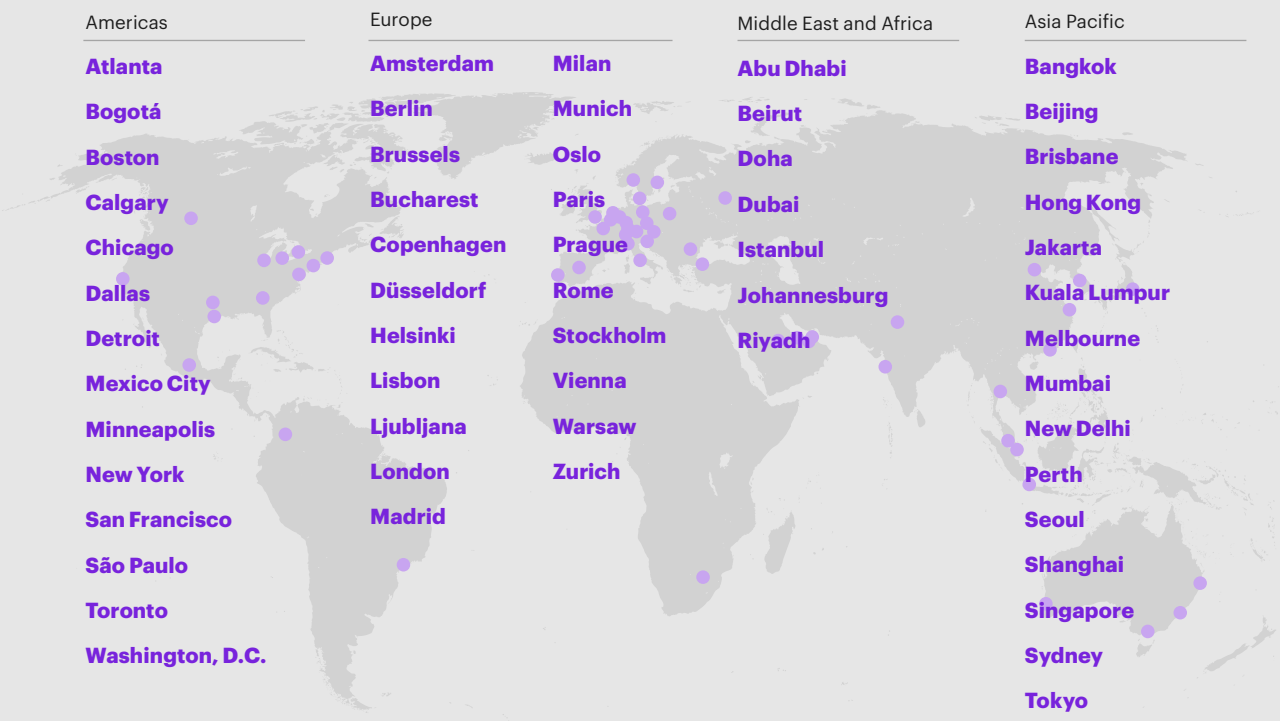 Americas
Atlanta
Bogotá
Boston
Calgary
Chicago
Dallas
Detroit
Mexico City
Minneapolis
New York
San Francisco
São Paulo
Toronto
Washington, D.C.
Europe
Amsterdam
Berlin
Brussels
Bucharest
Copenhagen
Düsseldorf
Helsinki
Lisbon
Ljubljana
London
Madrid
Milan
Munich
Oslo
Paris
Prague
Rome
Stockholm
Vienna
Warsaw
Zurich
Middle East and Africa
Abu Dhabi
Beirut
Doha
Dubai
Istanbul
Johannesburg
Riyadh
Asia Pacific
Bangkok
Beijing
Brisbane
Hong Kong
Jakarta
Kuala Lumpur
Melbourne
Mumbai
New Delhi
Perth
Seoul
Shanghai
Singapore
Sydney
Tokyo